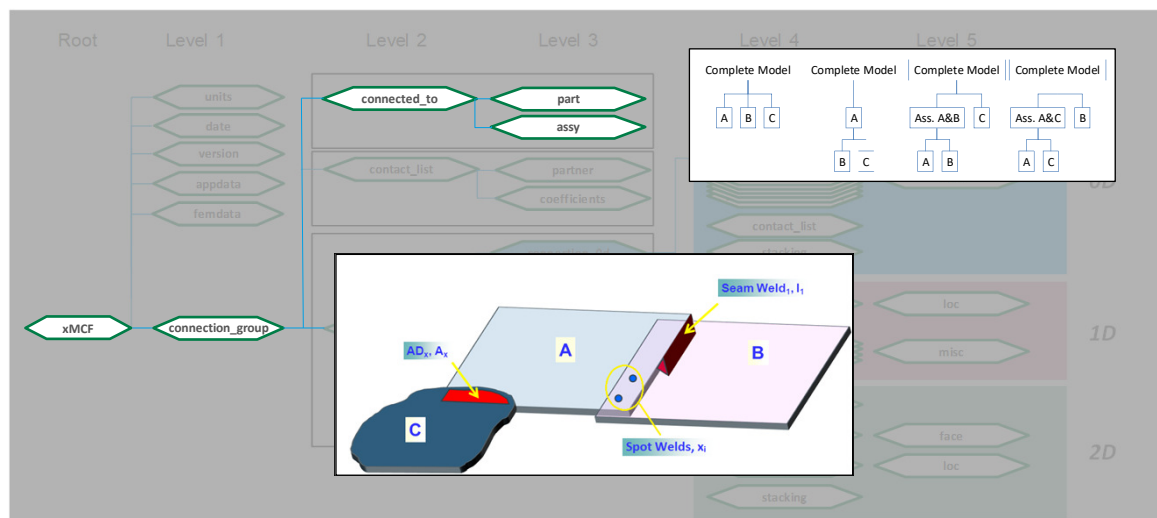 Root Level 1 Level 2 Level 3 Level 4 Level 5
units
date
version
appdata
femdata
xMCF
connection_group
connected_to
part
assy
contact_list
partner
coefficients
Complete Model Complete Model Complete Model Complete Model
A B C
A
B C
Ass. A&B C
A B
Ass. A&C B
A C
contact_list
Seam Weld1, l1
A
B
ADx, Ax
C
Spot Welds, xi
loc
misc
1D
face
loc
2D
stacking